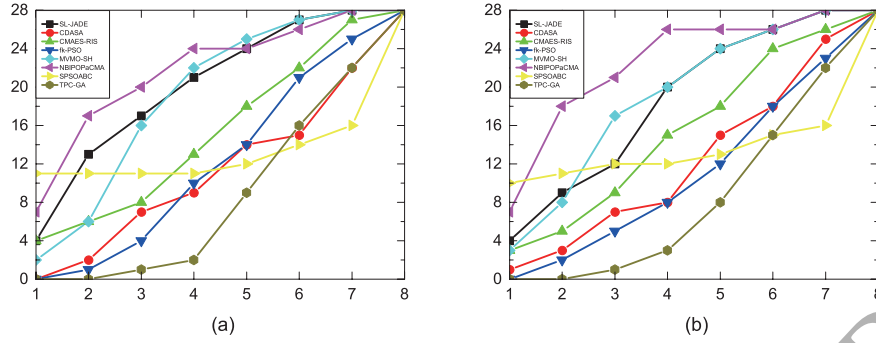 28
24
20
16
12
8
4
0
SL-JADE
CDASA
CMAES-RIS
fk-PSO
MVMO-SH
NBIPOPaCMA
SPSOABC
TPC-GA
1 2 3 4 5 6 7 8
(a)
28
24
20
16
12
8
4
0
SL-JADE
CDASA
CMAES-RIS
fk-PSO
MVMO-SH
NBIPOPaCMA
SPSOABC
TPC-GA
1 2 3 4 5 6 7 8
(b)